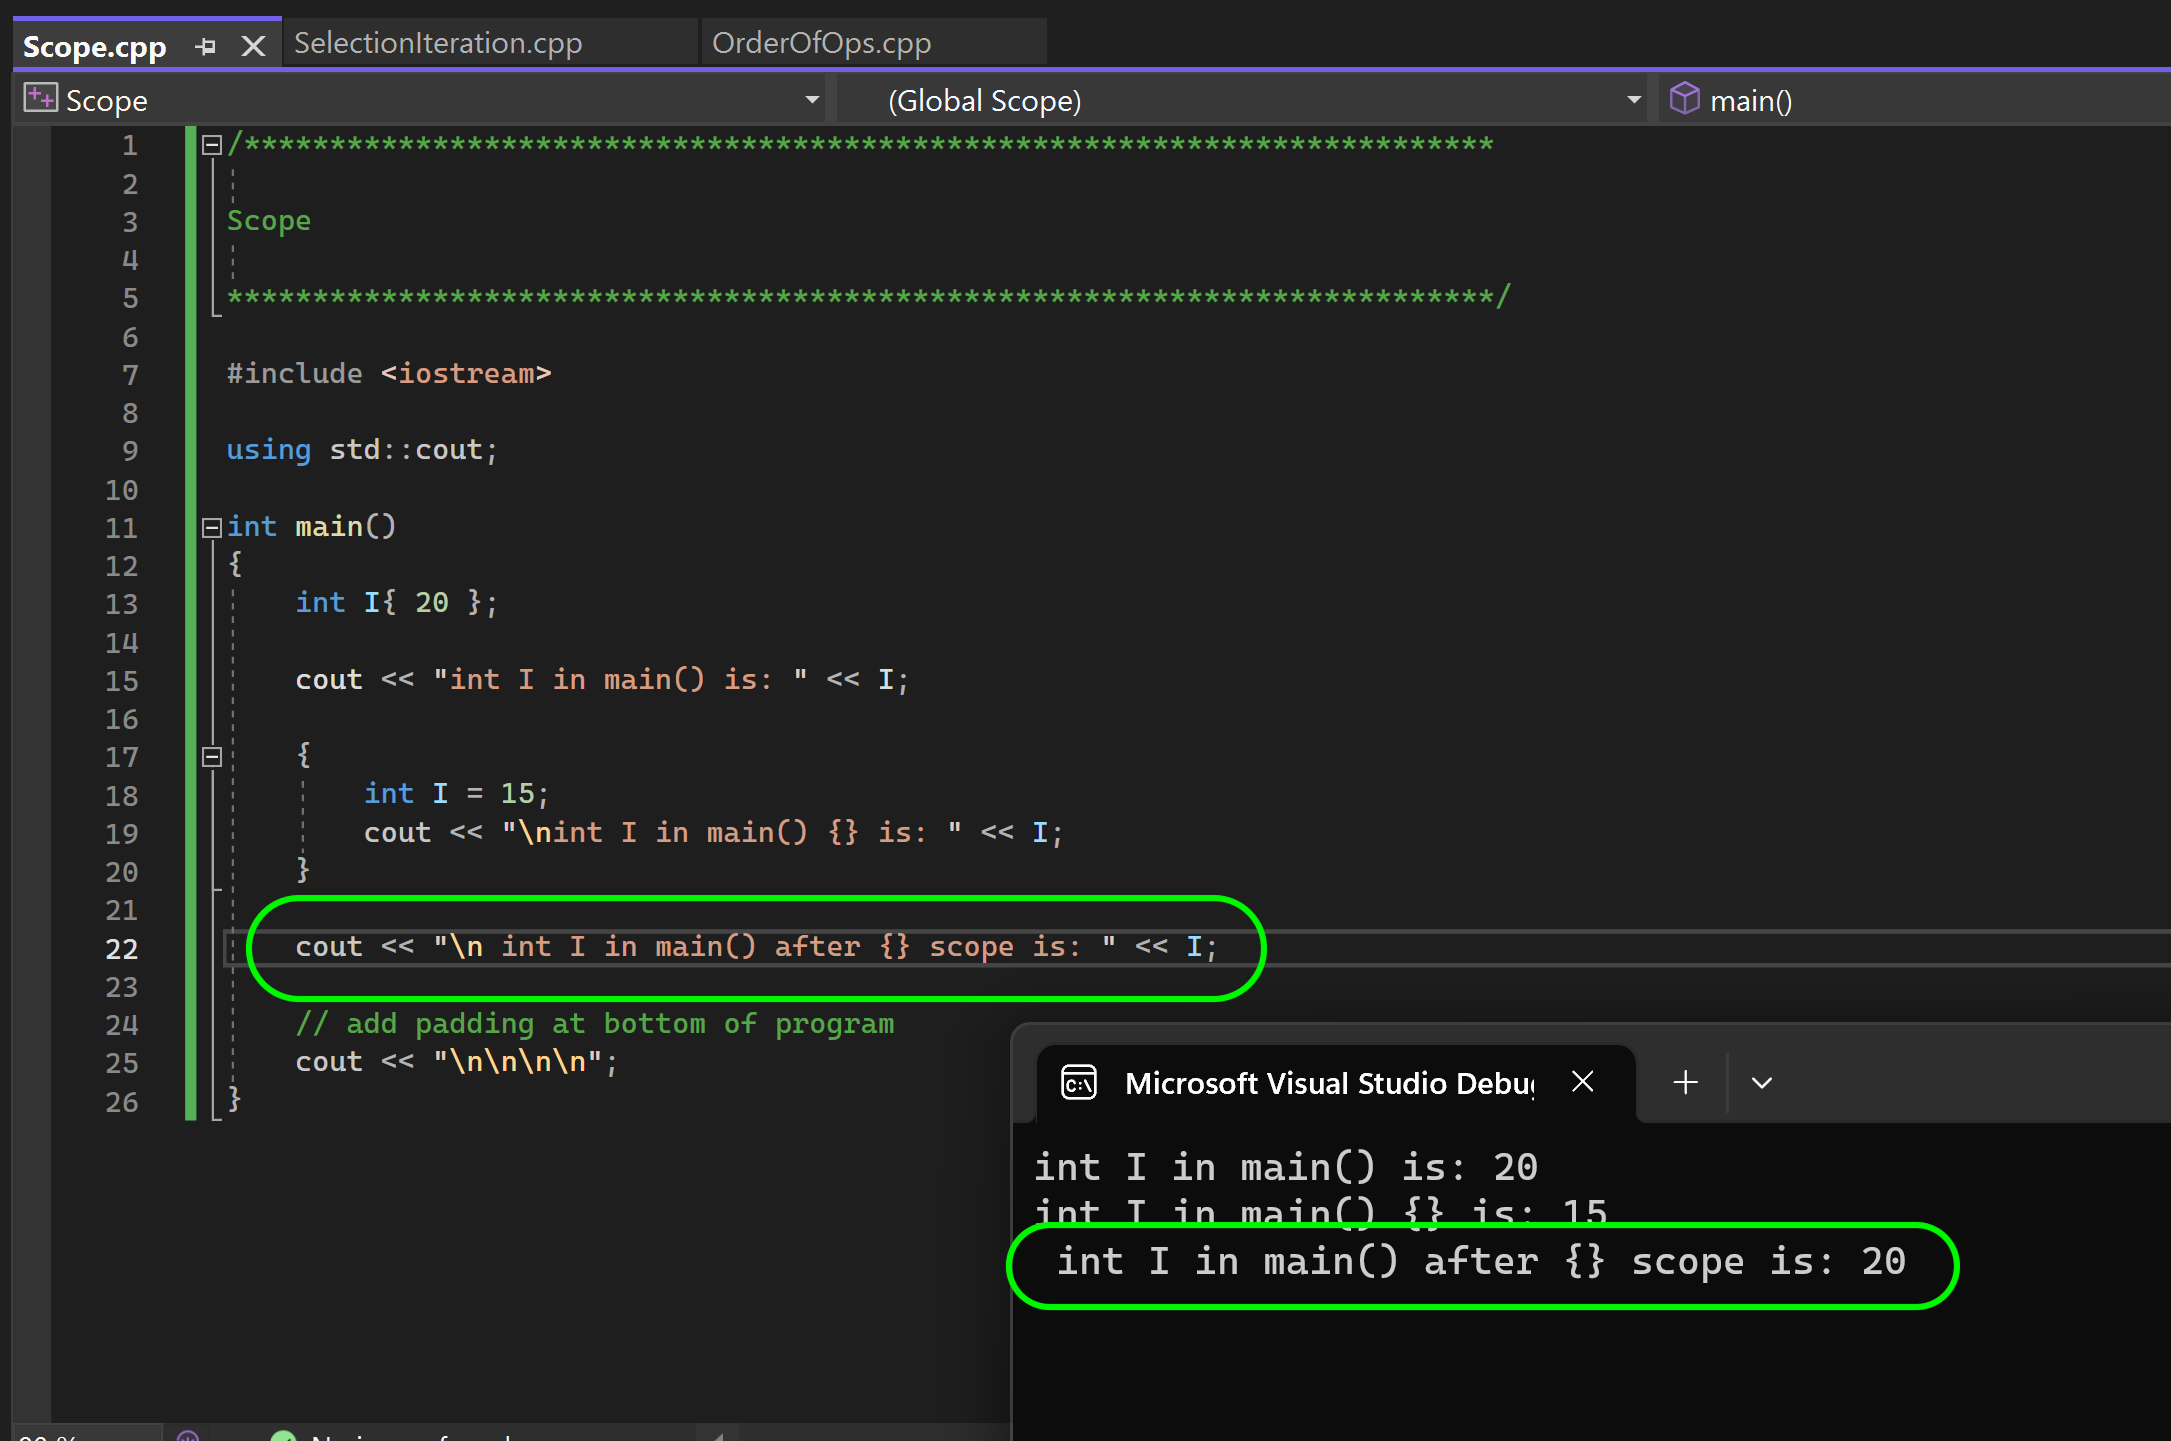 Scope.cpp
SelectionIteration.cpp
OrderOfOps.cpp
Scope
(Global Scope)
main()
1 /*************************************************************************
2
3 Scope
4
5 **************************************************************************/
6
7 #include <iostream>
8
9 using std::cout;
10
11 int main()
12 {
13 int I{ 20 };
14
15 cout << "int I in main() is: " << I;
16
17 {
18 int I = 15;
19 cout << "\nint I in main() {} is: " << I;
20 }
21
22 cout << "\n int I in main() after {} scope is: " << I;
23
24 // add padding at bottom of program
25 cout << "\n\n\n\n";
26 }
Microsoft Visual Studio Debu
int I in main() is: 20
int I in main() {} is: 15
int I in main() after {} scope is: 20